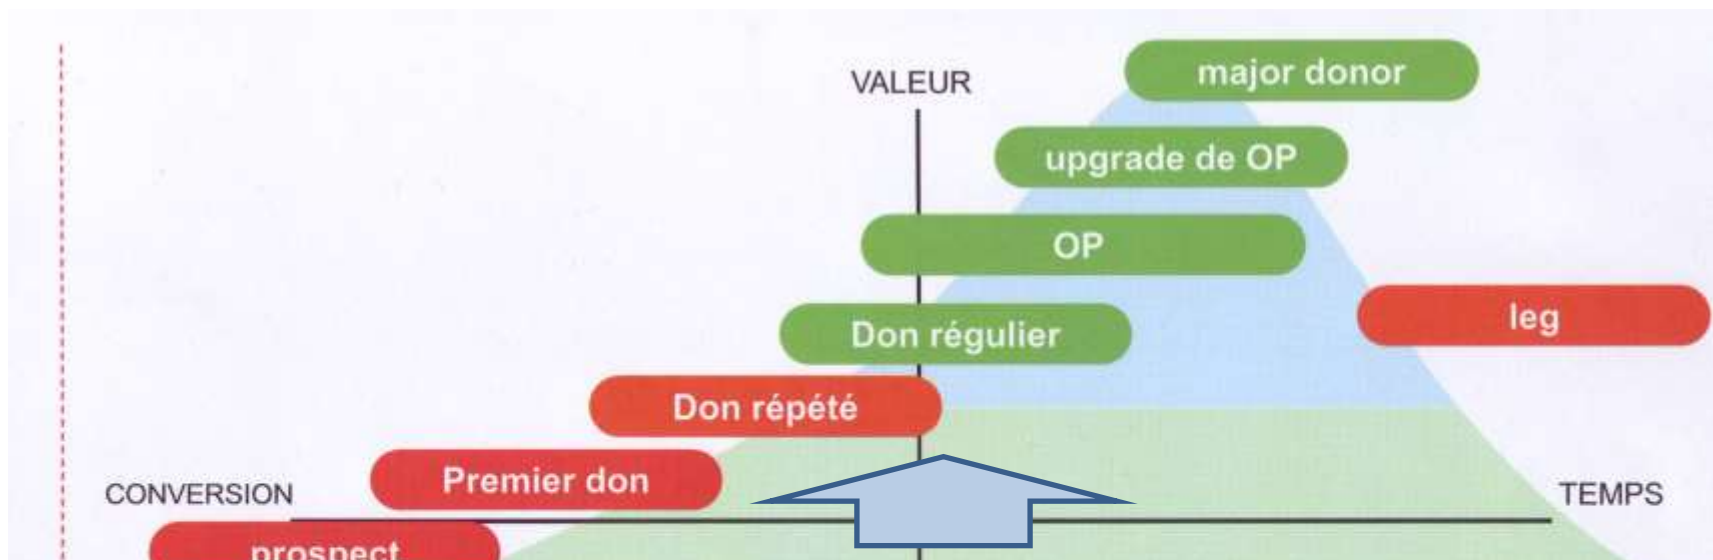 major donor
VALEUR
upgrade de OP
OP
leg
Don régulier
Don répété
Premier don
CONVERSION
TEMPS
prospect